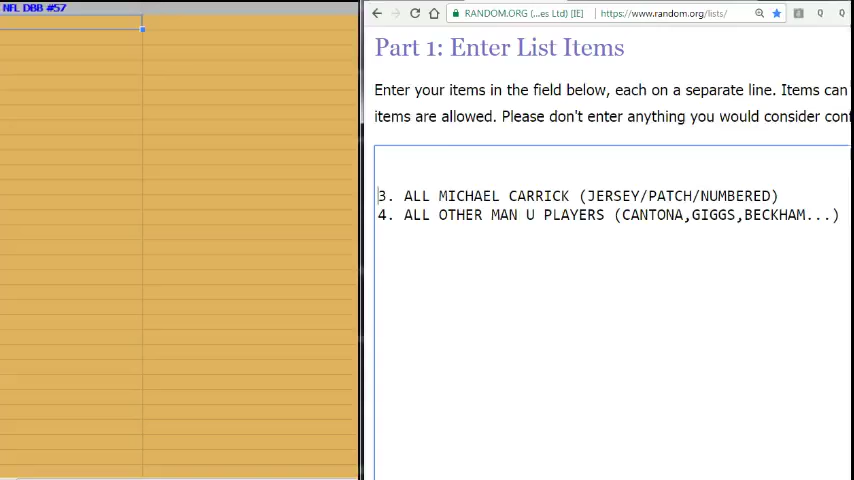 NFL DBB #57
RANDOM.ORG (...es Ltd) [IE] https://www.random.org/lists/
Part 1: Enter List Items
Enter your items in the field below, each on a separate line. Items can
items are allowed. Please don't enter anything you would consider conf
3. ALL MICHAEL CARRICK (JERSEY/PATCH/NUMBERED)
4. ALL OTHER MAN U PLAYERS (CANTONA,GIGGS,BECKHAM...)